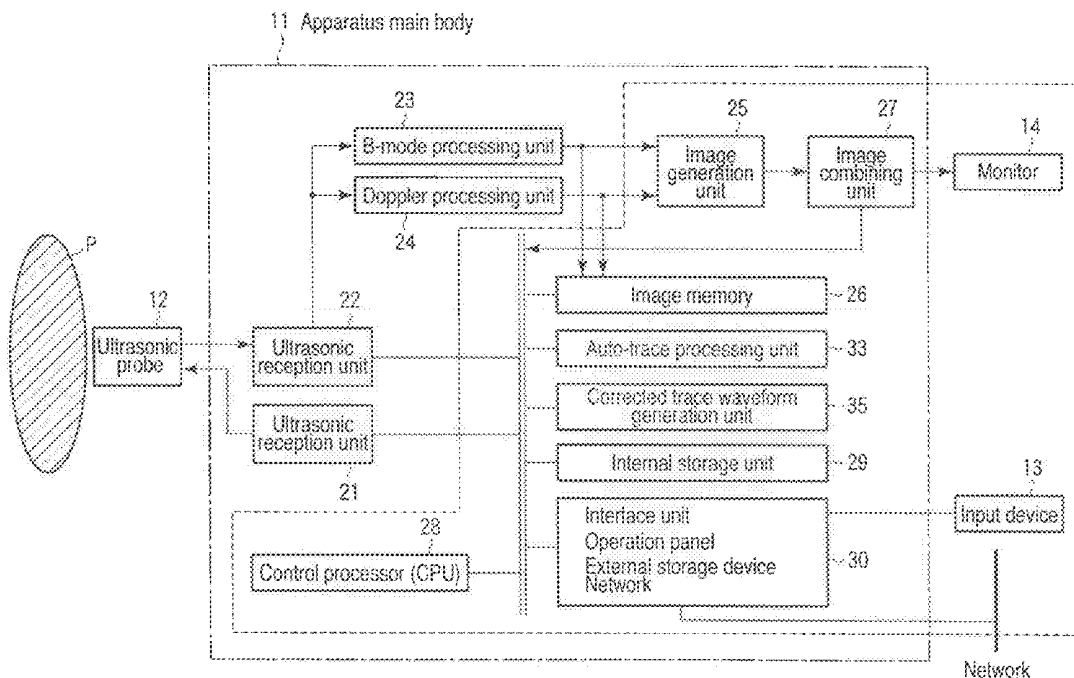 11 Apparatus main body
23
B-mode processing unit
Doppler processing unit
24
25
Image
generation
unit
27
Image
combining
unit
14
Monitor
P
12
Ultrasonic
probe
22
Ultrasonic
reception unit
Ultrasonic
reception unit
21
Image memory
26
Auto-trace processing unit
33
Corrected trace waveform
generation unit
35
Internal storage unit
29
28
Control processor (CPU)
Interface unit
Operation panel
External storage device
Network
30
13
Input device
Network